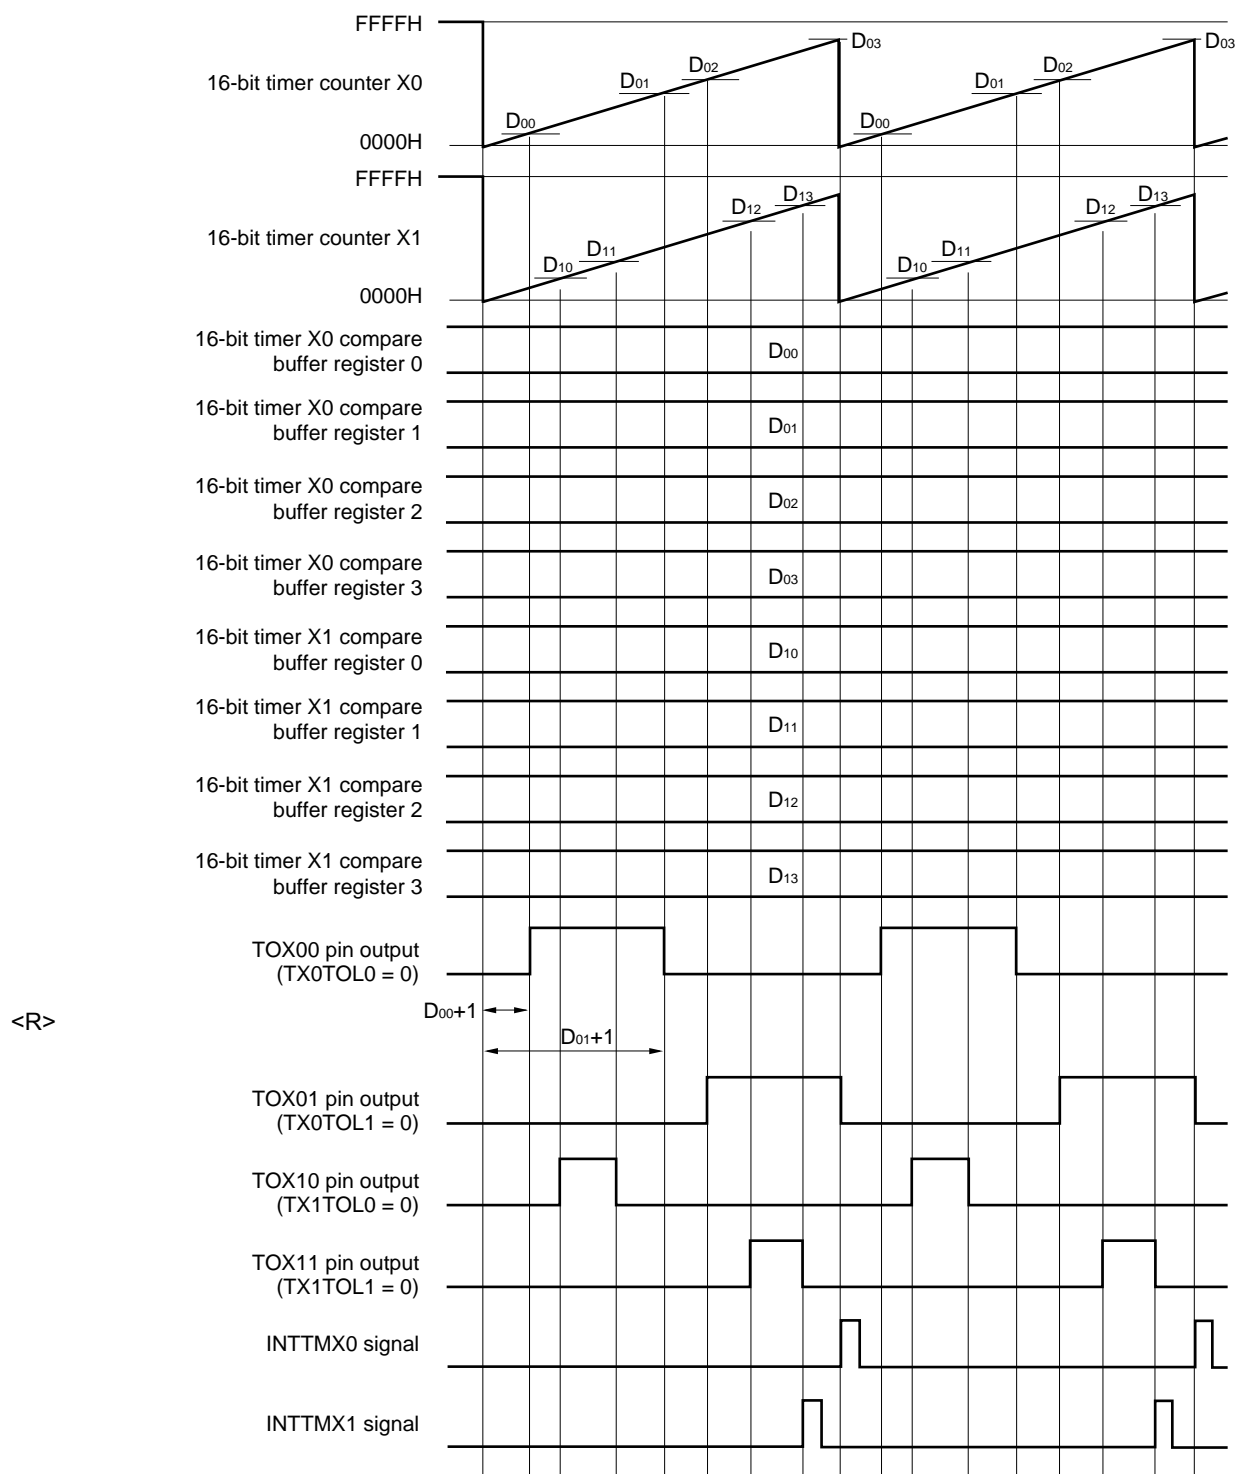 FFFFH
D03
D03
D02
D02
16-bit timer counter X0
D01
D01
D00
D00
0000H
FFFFH
D13
D13
D12
D12
16-bit timer counter X1
D11
D11
D10
D10
0000H
16-bit timer X0 compare
buffer register 0
D00
16-bit timer X0 compare
buffer register 1
D01
16-bit timer X0 compare
buffer register 2
D02
16-bit timer X0 compare
buffer register 3
D03
16-bit timer X1 compare
buffer register 0
D10
16-bit timer X1 compare
buffer register 1
D11
16-bit timer X1 compare
buffer register 2
D12
16-bit timer X1 compare
buffer register 3
D13
TOX00 pin output
(TX0TOL0 = 0)
<R>
D00+1
D01+1
TOX01 pin output
(TX0TOL1 = 0)
TOX10 pin output
(TX1TOL0 = 0)
TOX11 pin output
(TX1TOL1 = 0)
INTTMX0 signal
INTTMX1 signal